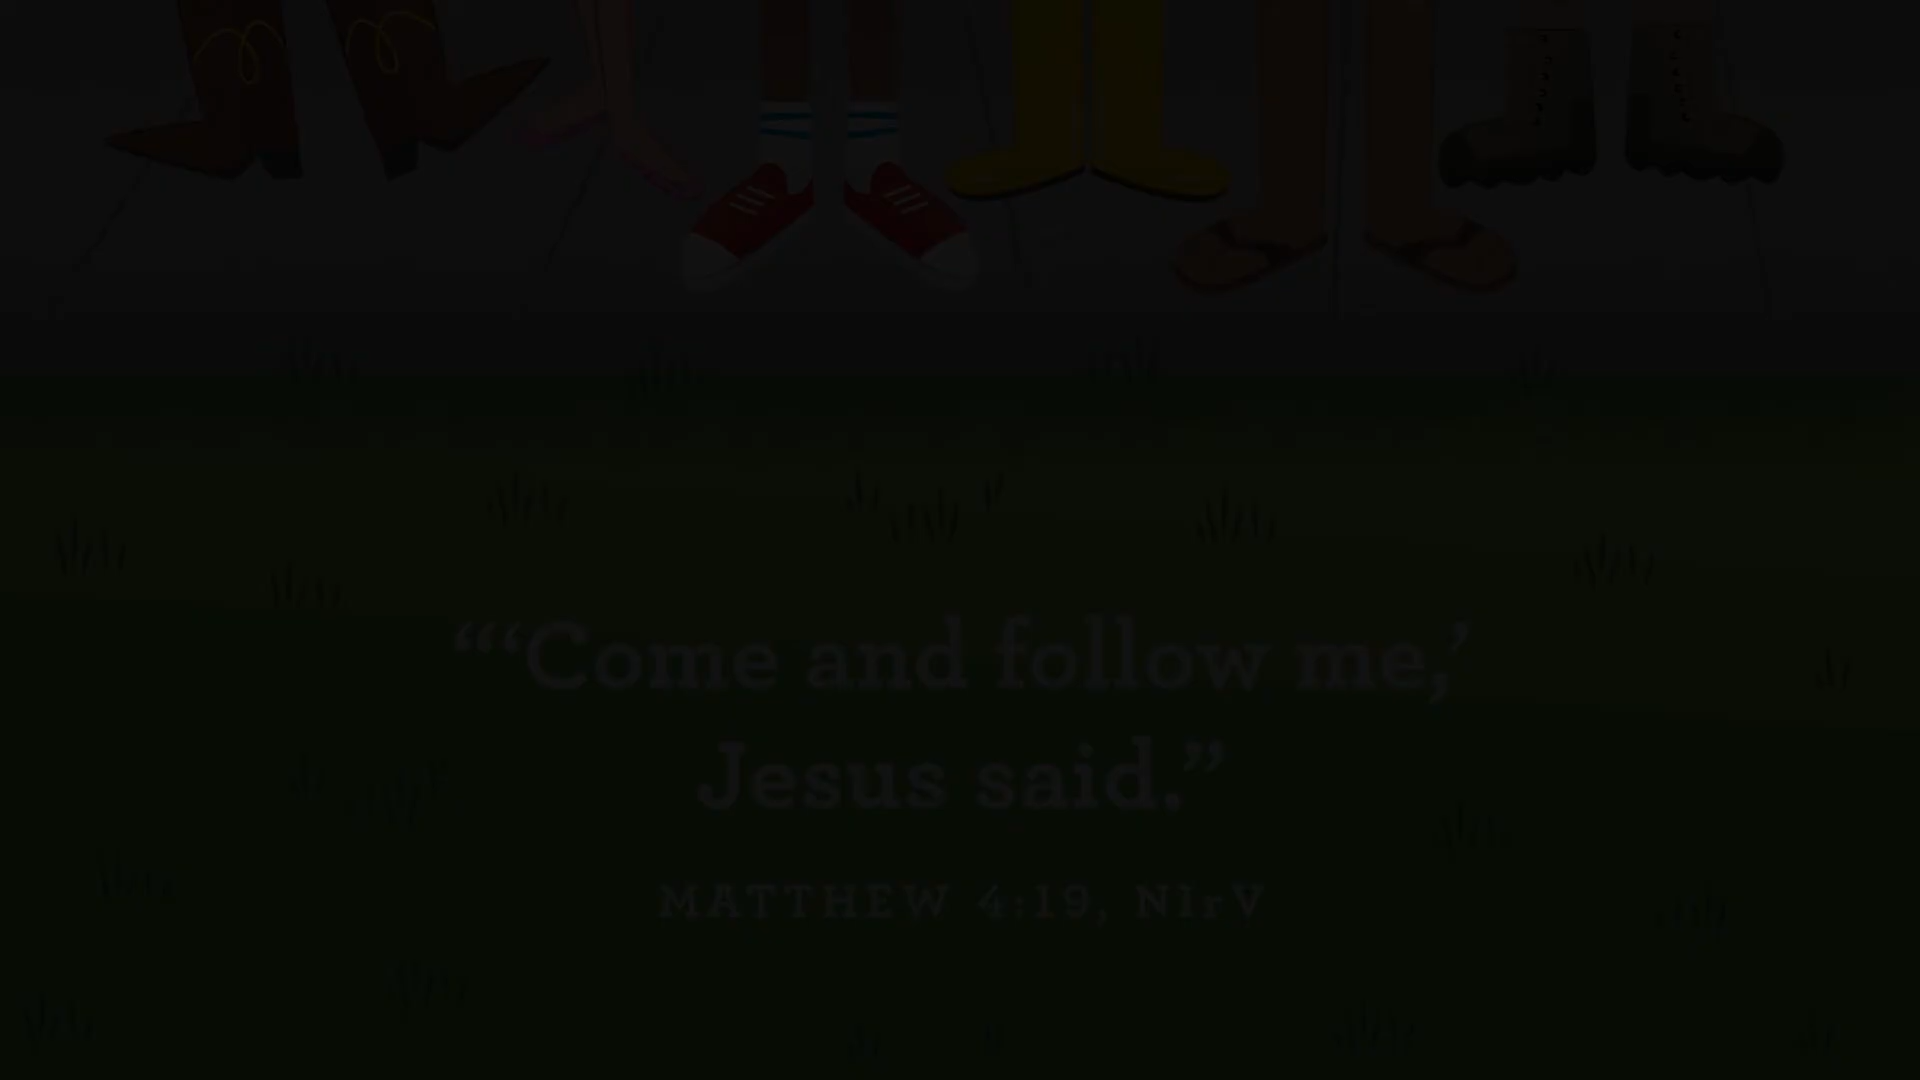 “‘Come and follow me,’
Jesus said.”
MATTHEW 4:19, NIrV